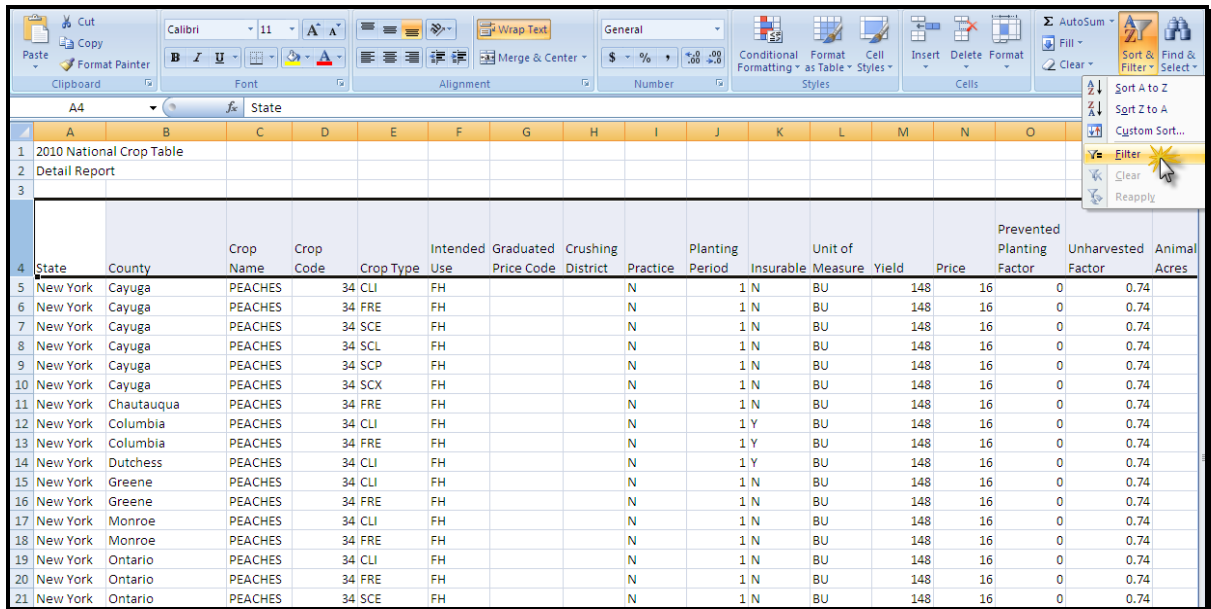 Cut
Copy
Format Painter
Paste
Clipboard
Calibri 11 A A
B I U A
Font
Wrap Text
Merge & Center
Alignment
General
$ % , .0 .00 .00 .0
Number
Conditional Formatting
Format as Table
Cell Styles
Styles
Insert Delete Format
Cells
Σ AutoSum
Fill
Clear
Sort & Filter
Find & Select
A4 fx State
Sort A to Z
Sort Z to A
Custom Sort...
Filter
Clear
Reapply
A B C D E F G H I J K L M N O
1 2010 National Crop Table
2 Detail Report
3
4 State County Crop Name Crop Code Crop Type Intended Use Graduated Price Code Crushing District Practice Planting Period Insurable Unit of Measure Yield Price Prevented Planting Factor Unharvested Factor Animal Acres
5 New York Cayuga PEACHES 34 CLI FH N 1 N BU 148 16 0 0.74
6 New York Cayuga PEACHES 34 FRE FH N 1 N BU 148 16 0 0.74
7 New York Cayuga PEACHES 34 SCE FH N 1 N BU 148 16 0 0.74
8 New York Cayuga PEACHES 34 SCL FH N 1 N BU 148 16 0 0.74
9 New York Cayuga PEACHES 34 SCP FH N 1 N BU 148 16 0 0.74
10 New York Cayuga PEACHES 34 SCX FH N 1 N BU 148 16 0 0.74
11 New York Chautauqua PEACHES 34 FRE FH N 1 N BU 148 16 0 0.74
12 New York Columbia PEACHES 34 CLI FH N 1 Y BU 148 16 0 0.74
13 New York Columbia PEACHES 34 FRE FH N 1 Y BU 148 16 0 0.74
14 New York Dutchess PEACHES 34 CLI FH N 1 Y BU 148 16 0 0.74
15 New York Greene PEACHES 34 CLI FH N 1 N BU 148 16 0 0.74
16 New York Greene PEACHES 34 FRE FH N 1 N BU 148 16 0 0.74
17 New York Monroe PEACHES 34 CLI FH N 1 N BU 148 16 0 0.74
18 New York Monroe PEACHES 34 FRE FH N 1 N BU 148 16 0 0.74
19 New York Ontario PEACHES 34 CLI FH N 1 N BU 148 16 0 0.74
20 New York Ontario PEACHES 34 FRE FH N 1 N BU 148 16 0 0.74
21 New York Ontario PEACHES 34 SCE FH N 1 N BU 148 16 0 0.74